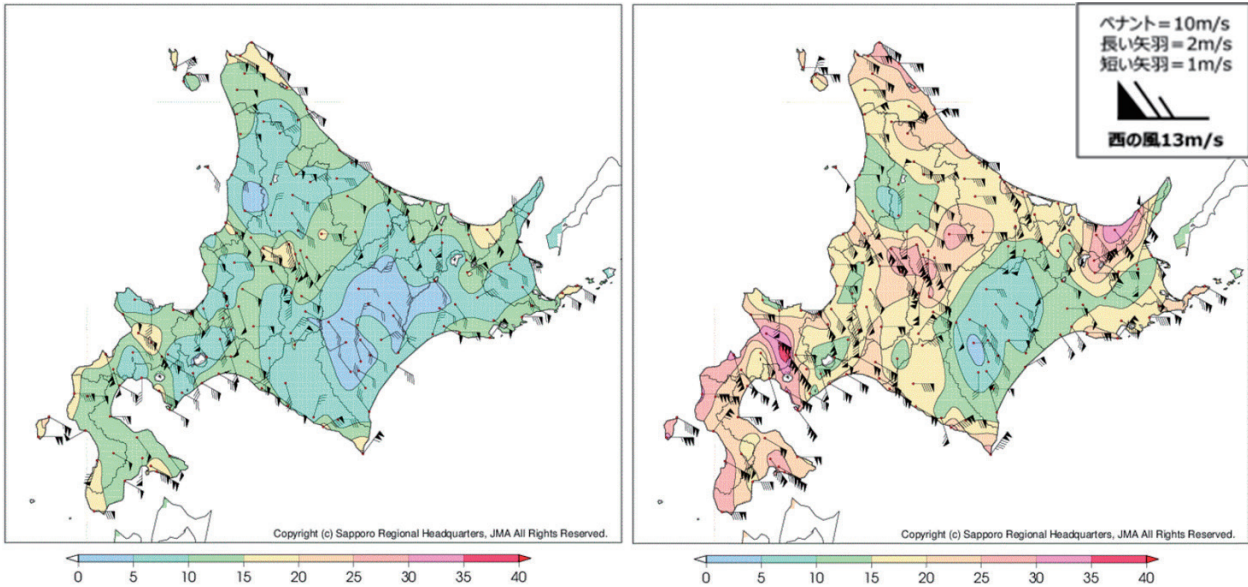 ペナント＝10m/s
長い矢羽＝2m/s
短い矢羽＝1m/s
西の風13m/s
Copyright (c) Sapporo Regional Headquarters, JMA All Rights Reserved.
Copyright (c) Sapporo Regional Headquarters, JMA All Rights Reserved.
0 5 10 15 20 25 30 35 40
0 5 10 15 20 25 30 35 40